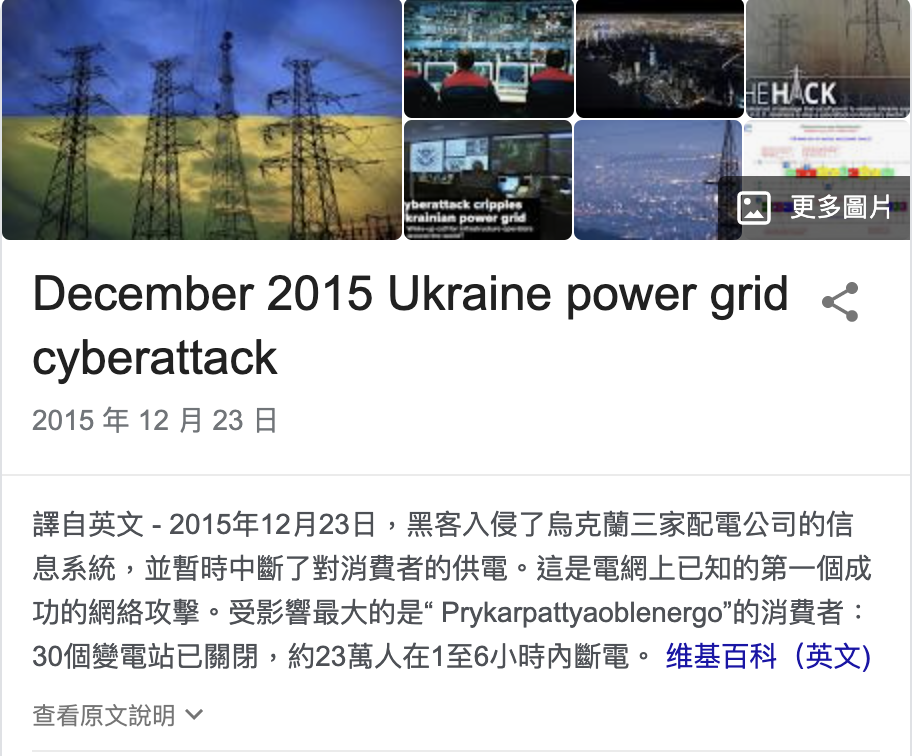 HE HACK
yberattack cripples
krainian power grid
更多圖片
December 2015 Ukraine power grid
cyberattack
2015 年 12 月 23 日
譯自英文 - 2015年12月23日，黑客入侵了烏克蘭三家配電公司的信
息系統，並暫時中斷了對消費者的供電。這是電網上已知的第一個成
功的網絡攻擊。受影響最大的是“ Prykarpattyaoblenergo”的消費者：
30個變電站已關閉，約23萬人在1至6小時內斷電。 维基百科（英文)
查看原文說明